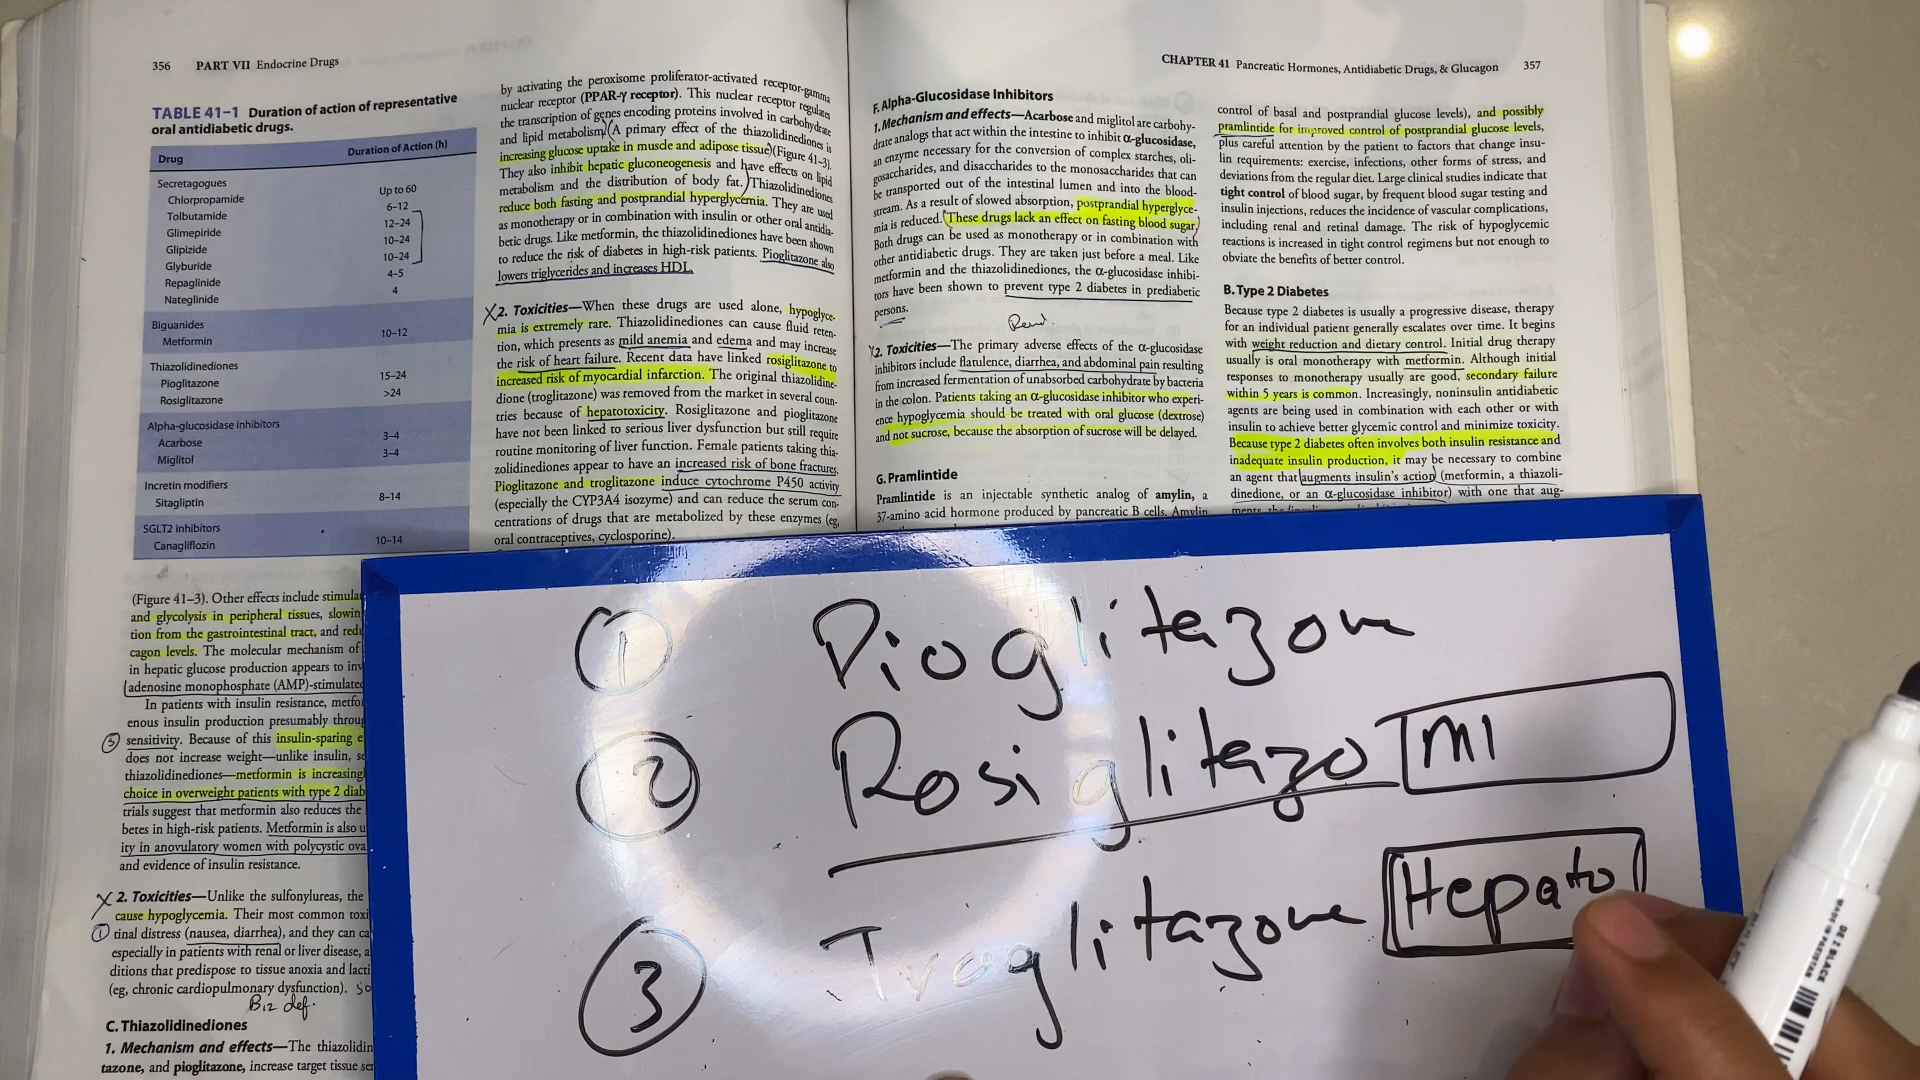 356 PART VII Endocrine Drugs
TABLE 41–1 Duration of action of representative
oral antidiabetic drugs.
Drug Duration of Action (h)
Secretagogues
Chlorpropamide Up to 60
Tolbutamide 6–12
Glimepiride 12–24
Glipizide 10–24
Glyburide 10–24
Repaglinide 4–5
Nateglinide 4
Biguanides
Metformin 10–12
Thiazolidinediones
Pioglitazone 15–24
Rosiglitazone >24
Alpha-glucosidase inhibitors
Acarbose 3–4
Miglitol 3–4
Incretin modifiers
Sitagliptin 8–14
SGLT2 inhibitors
Canagliflozin 10–14
(Figure 41–3). Other effects include
and glycolysis in peripheral tissues,
tion from the gastrointestinal tract, and
cagon levels. The molecular mechanism of
in hepatic glucose production appears to
(adenosine monophosphate (AMP)-stimulated
In patients with insulin resistance,
enous insulin production presumably
3 sensitivity. Because of this insulin-sparing
does not increase weight—unlike insulin,
thiazolidinediones—metformin is increasing
choice in overweight patients with type 2
trials suggest that metformin also reduces the
betes in high-risk patients. Metformin is also
ity in anovulatory women with polycystic
and evidence of insulin resistance.
X 2. Toxicities—Unlike the sulfonylureas, the
cause hypoglycemia. Their most common
1 tinal distress (nausea, diarrhea), and they can
especially in patients with renal or liver disease,
ditions that predispose to tissue anoxia and
(eg, chronic cardiopulmonary dysfunction). so
B12 def.
C. Thiazolidinediones
1. Mechanism and effects—The
tazone, and pioglitazone, increase target tissue
by activating the peroxisome proliferator-activated receptor-gamma
nuclear receptor (PPAR-γ receptor). This nuclear receptor regulates
the transcription of genes encoding proteins involved in carbohydrate
and lipid metabolism. (A primary effect of the thiazolidinediones is
increasing glucose uptake in muscle and adipose tissue) (Figure 41–3).
They also inhibit hepatic gluconeogenesis and have effects on lipid
metabolism and the distribution of body fat.) Thiazolidinediones
reduce both fasting and postprandial hyperglycemia. They are used
as monotherapy or in combination with insulin or other oral antidia-
betic drugs. Like metformin, the thiazolidinediones have been shown
to reduce the risk of diabetes in high-risk patients. Pioglitazone also
lowers triglycerides and increases HDL.
X 2. Toxicities—When these drugs are used alone, hypoglyce-
mia is extremely rare. Thiazolidinediones can cause fluid reten-
tion, which presents as mild anemia and edema and may increase
the risk of heart failure. Recent data have linked rosiglitazone to
increased risk of myocardial infarction. The original thiazolidine-
dione (troglitazone) was removed from the market in several coun-
tries because of hepatotoxicity. Rosiglitazone and pioglitazone
have not been linked to serious liver dysfunction but still require
routine monitoring of liver function. Female patients taking thia-
zolidinediones appear to have an increased risk of bone fractures.
Pioglitazone and troglitazone induce cytochrome P450 activity
(especially the CYP3A4 isozyme) and can reduce the serum con-
centrations of drugs that are metabolized by these enzymes (eg,
oral contraceptives, cyclosporine).
CHAPTER 41 Pancreatic Hormones, Antidiabetic Drugs, & Glucagon 357
F. Alpha-Glucosidase Inhibitors
1. Mechanism and effects—Acarbose and miglitol are carbohy-
drate analogs that act within the intestine to inhibit α-glucosidase,
an enzyme necessary for the conversion of complex starches, oli-
gosaccharides, and disaccharides to the monosaccharides that can
be transported out of the intestinal lumen and into the blood-
stream. As a result of slowed absorption, postprandial hyperglyce-
mia is reduced. (These drugs lack an effect on fasting blood sugar.)
Both drugs can be used as monotherapy or in combination with
other antidiabetic drugs. They are taken just before a meal. Like
metformin and the thiazolidinediones, the α-glucosidase inhibi-
tors have been shown to prevent type 2 diabetes in prediabetic
persons.
2. Toxicities—The primary adverse effects of the α-glucosidase
inhibitors include flatulence, diarrhea, and abdominal pain resulting
from increased fermentation of unabsorbed carbohydrate by bacteria
in the colon. Patients taking an α-glucosidase inhibitor who experi-
ence hypoglycemia should be treated with oral glucose (dextrose)
and not sucrose, because the absorption of sucrose will be delayed.
G. Pramlintide
Pramlintide is an injectable synthetic analog of amylin, a
37-amino acid hormone produced by pancreatic B cells. Amylin
control of basal and postprandial glucose levels), and possibly
pramlintide for improved control of postprandial glucose levels,
plus careful attention by the patient to factors that change insu-
lin requirements: exercise, infections, other forms of stress, and
deviations from the regular diet. Large clinical studies indicate that
tight control of blood sugar, by frequent blood sugar testing and
insulin injections, reduces the incidence of vascular complications,
including renal and retinal damage. The risk of hypoglycemic
reactions is increased in tight control regimens but not enough to
obviate the benefits of better control.
B. Type 2 Diabetes
Because type 2 diabetes is usually a progressive disease, therapy
for an individual patient generally escalates over time. It begins
with weight reduction and dietary control. Initial drug therapy
usually is oral monotherapy with metformin. Although initial
responses to monotherapy usually are good, secondary failure
within 5 years is common. Increasingly, noninsulin antidiabetic
agents are being used in combination with each other or with
insulin to achieve better glycemic control and minimize toxicity.
Because type 2 diabetes often involves both insulin resistance and
inadequate insulin production, it may be necessary to combine
an agent that (augments insulin's action) (metformin, a thiazoli-
dinedione, or an α-glucosidase inhibitor) with one that aug-
1 Pioglitazone
2 Rosiglitazo MI
3 Troglitazone Hepato
DE 2 BLACK
MADE IN PAKISTAN